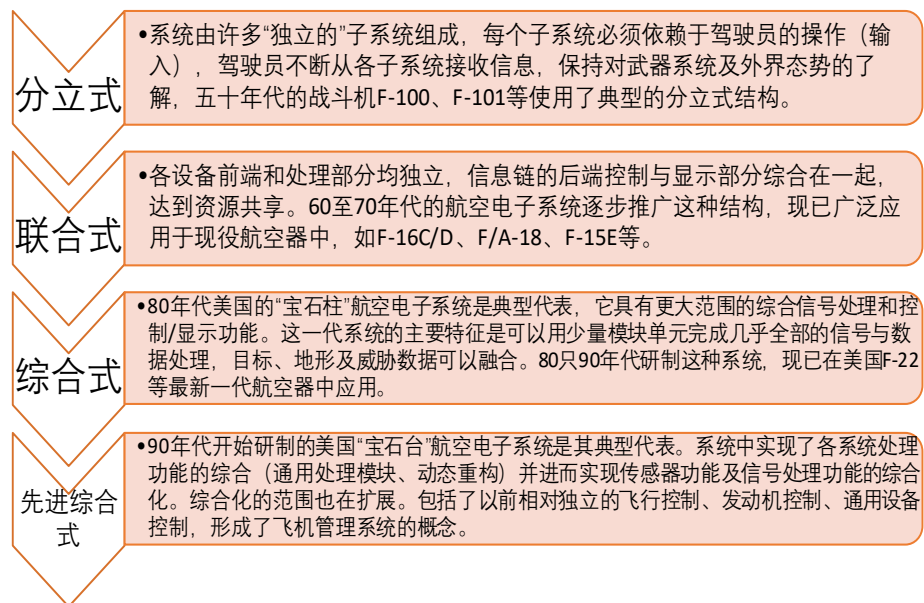 分立式
•系统由许多“独立的”子系统组成，每个子系统必须依赖于驾驶员的操作（输
入），驾驶员不断从各子系统接收信息，保持对武器系统及外界态势的了
解，五十年代的战斗机F-100、F-101等使用了典型的分立式结构。
联合式
•各设备前端和处理部分均独立，信息链的后端控制与显示部分综合在一起，
达到资源共享。60至70年代的航空电子系统逐步推广这种结构，现已广泛应
用于现役航空器中，如F-16C/D、F/A-18、F-15E等。
综合式
•80年代美国的“宝石柱”航空电子系统是典型代表，它具有更大范围的综合信号处理和控
制/显示功能。这一代系统的主要特征是可以用少量模块单元完成几乎全部的信号与数
据处理，目标、地形及威胁数据可以融合。80只90年代研制这种系统，现已在美国F-22
等最新一代航空器中应用。
先进综合
式
•90年代开始研制的美国“宝石台”航空电子系统是其典型代表。系统中实现了各系统处理
功能的综合（通用处理模块、动态重构）并进而实现传感器功能及信号处理功能的综合
化。综合化的范围也在扩展。包括了以前相对独立的飞行控制、发动机控制、通用设备
控制，形成了飞机管理系统的概念。